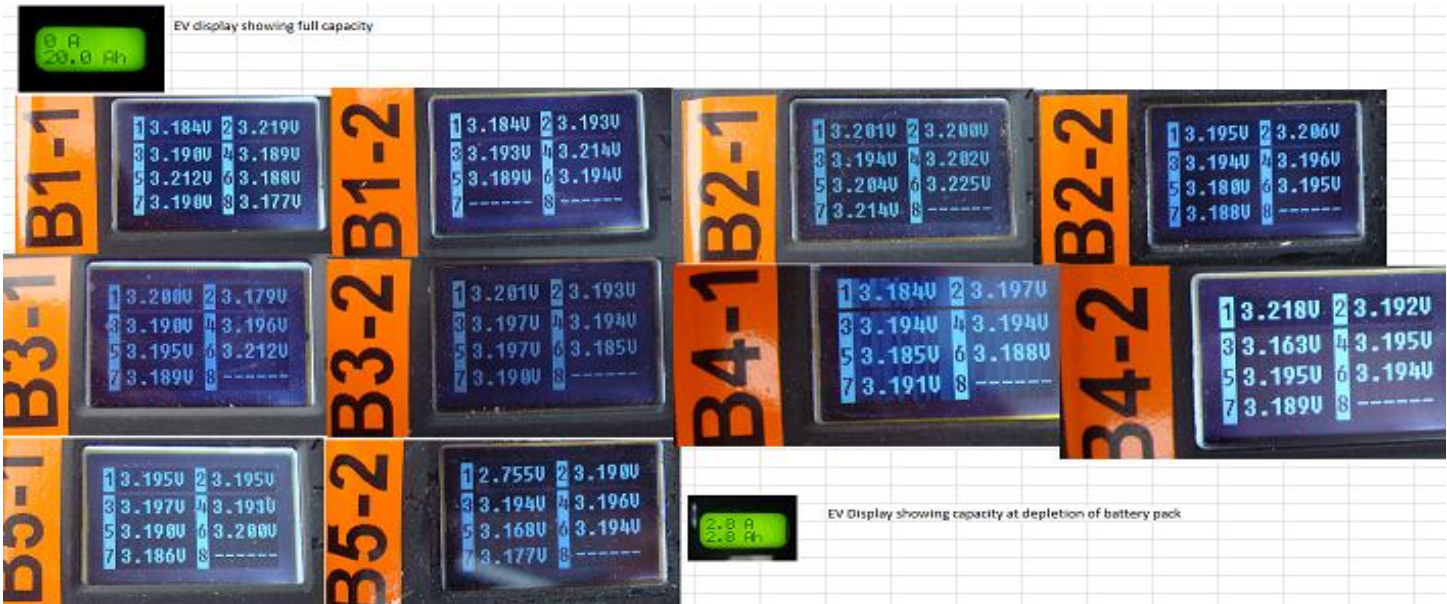 EV display showing full capacity
0 A
20.0 Ah
B1-1
1 3.184V 2 3.219V
3 3.190V 4 3.189V
5 3.212V 6 3.188V
7 3.190V 8 3.177V
B1-2
1 3.184V 2 3.193V
3 3.193V 4 3.214V
5 3.189V 6 3.194V
7 ------ 8 ------
B2-1
1 3.201V 2 3.200V
3 3.194V 4 3.202V
5 3.204V 6 3.225V
7 3.214V 8 ------
B2-2
1 3.195V 2 3.206V
3 3.194V 4 3.196V
5 3.180V 6 3.195V
7 3.188V 8 ------
B3-1
1 3.200V 2 3.179V
3 3.190V 4 3.196V
5 3.195V 6 3.212V
7 3.189V 8 ------
B3-2
1 3.201V 2 3.193V
3 3.197V 4 3.194V
5 3.197V 6 3.185V
7 3.190V 8 ------
B4-1
1 3.184V 2 3.197V
3 3.194V 4 3.194V
5 3.185V 6 3.188V
7 3.191V 8 ------
B4-2
1 3.218V 2 3.192V
3 3.163V 4 3.195V
5 3.195V 6 3.194V
7 3.189V 8 ------
B5-1
1 3.195V 2 3.195V
3 3.197V 4 3.193V
5 3.190V 6 3.200V
7 3.186V 8 ------
B5-2
1 2.755V 2 3.190V
3 3.194V 4 3.196V
5 3.168V 6 3.194V
7 3.177V 8 ------
2.8 A
2.8 Ah
EV Display showing capacity at depletion of battery pack